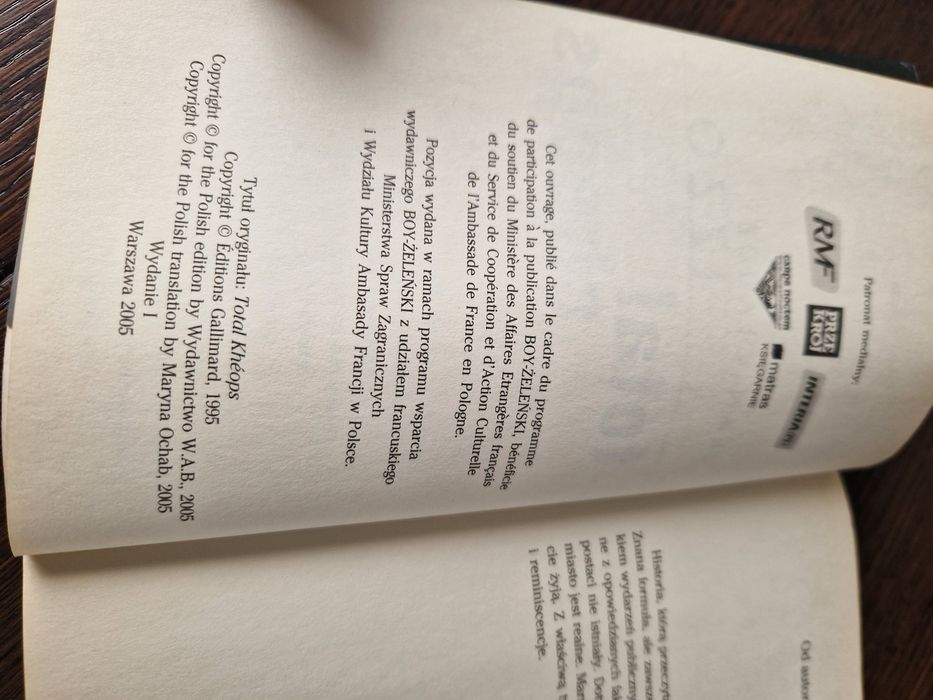 Patronat medialny:
RMF
PRZE
KRÓJ
INTERIA.PL
carpe noctem
matras
KSIĘGARNIE
Cet ouvrage, publié dans le cadre du programme
de participation à la publication BOY-ŻELEŃSKI, bénéficie
du soutien du Ministère des Affaires Etrangères français
et du Service de Coopération et d'Action Culturelle
de l'Ambassade de France en Pologne.
Pozycja wydana w ramach programu wsparcia
wydawniczego BOY-ŻELEŃSKI z udziałem francuskiego
Ministerstwa Spraw Zagranicznych
i Wydziału Kultury Ambasady Francji w Polsce.
Tytuł oryginału: Total Khéops
Copyright © Éditions Gallimard, 1995
Copyright © for the Polish edition by Wydawnictwo W.A.B., 2005
Copyright © for the Polish translation by Maryna Ochab, 2005
Wydanie I
Warszawa 2005
Od autor
Historia, którą przeczyta
Znana formuła, ale zawsz
kiem wydarzeń publiczny
ne z opowiedzianych fak
postaci nie istniały. Dot
miasto jest realne. Mar
cie żyją. Z właściwą
i reminiscencje.